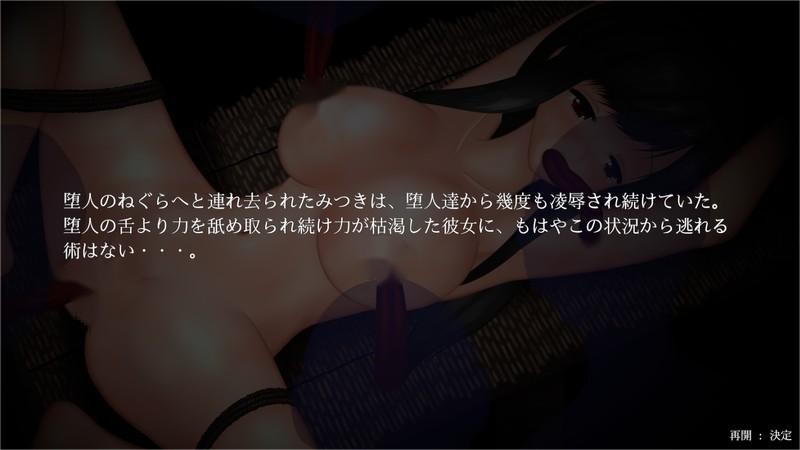 堕人のねぐらへと連れ去られたみつきは、堕人達から幾度も凌辱され続けていた。
堕人の舌より力を舐め取られ続け力が枯渇した彼女に、もはやこの状況から逃れる
術はない・・・。
再開 : 決定